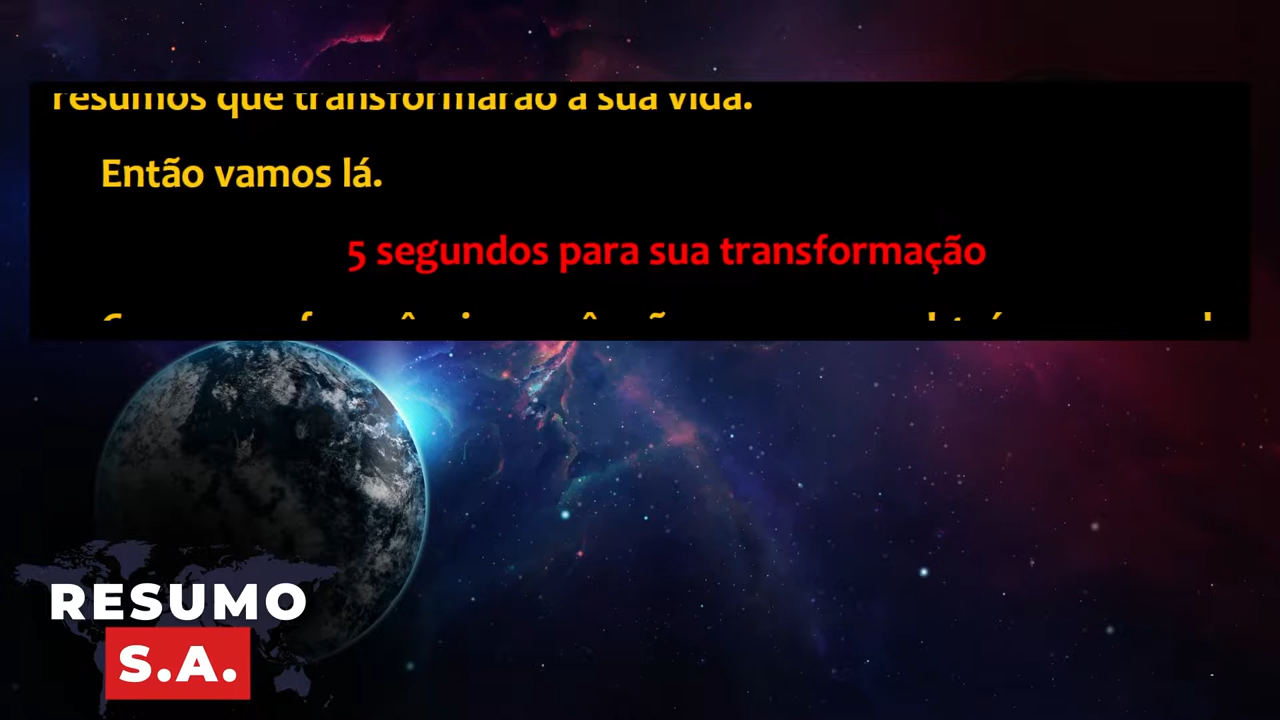 resumos que transformarão a sua vida.
Então vamos lá.
5 segundos para sua transformação
RESUMO
S.A.